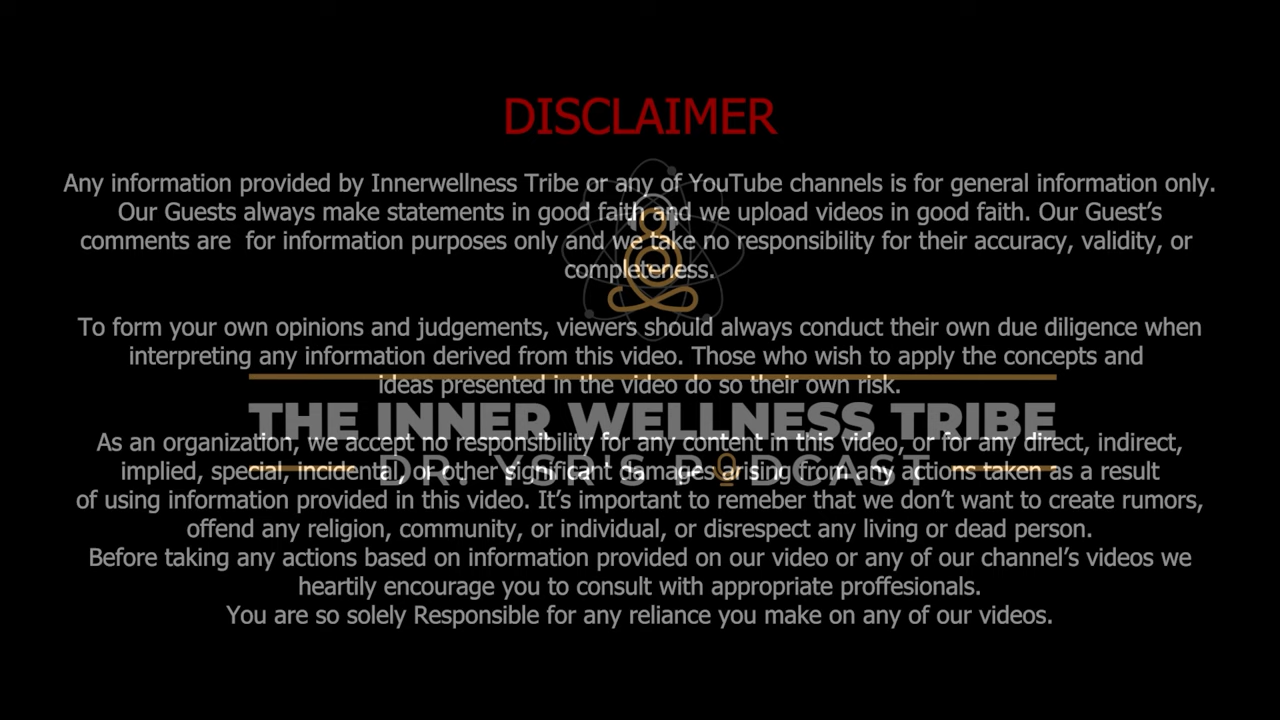 DISCLAIMER
Any information provided by Innerwellness Tribe or any of YouTube channels is for general information only.
Our Guests always make statements in good faith and we upload videos in good faith. Our Guest’s
comments are  for information purposes only and we take no responsibility for their accuracy, validity, or
completeness.
To form your own opinions and judgements, viewers should always conduct their own due diligence when
interpreting any information derived from this video. Those who wish to apply the concepts and
ideas presented in the video do so their own risk.
THE INNER WELLNESS TRIBE
As an organization, we accept no responsibility for any content in this video, or for any direct, indirect,
DR. YSR'S PODCAST
implied, special, incidental, or other significant damages arising from any actions taken as a result
of using information provided in this video. It’s important to remeber that we don’t want to create rumors,
offend any religion, community, or individual, or disrespect any living or dead person.
Before taking any actions based on information provided on our video or any of our channel’s videos we
heartily encourage you to consult with appropriate proffesionals.
You are so solely Responsible for any reliance you make on any of our videos.